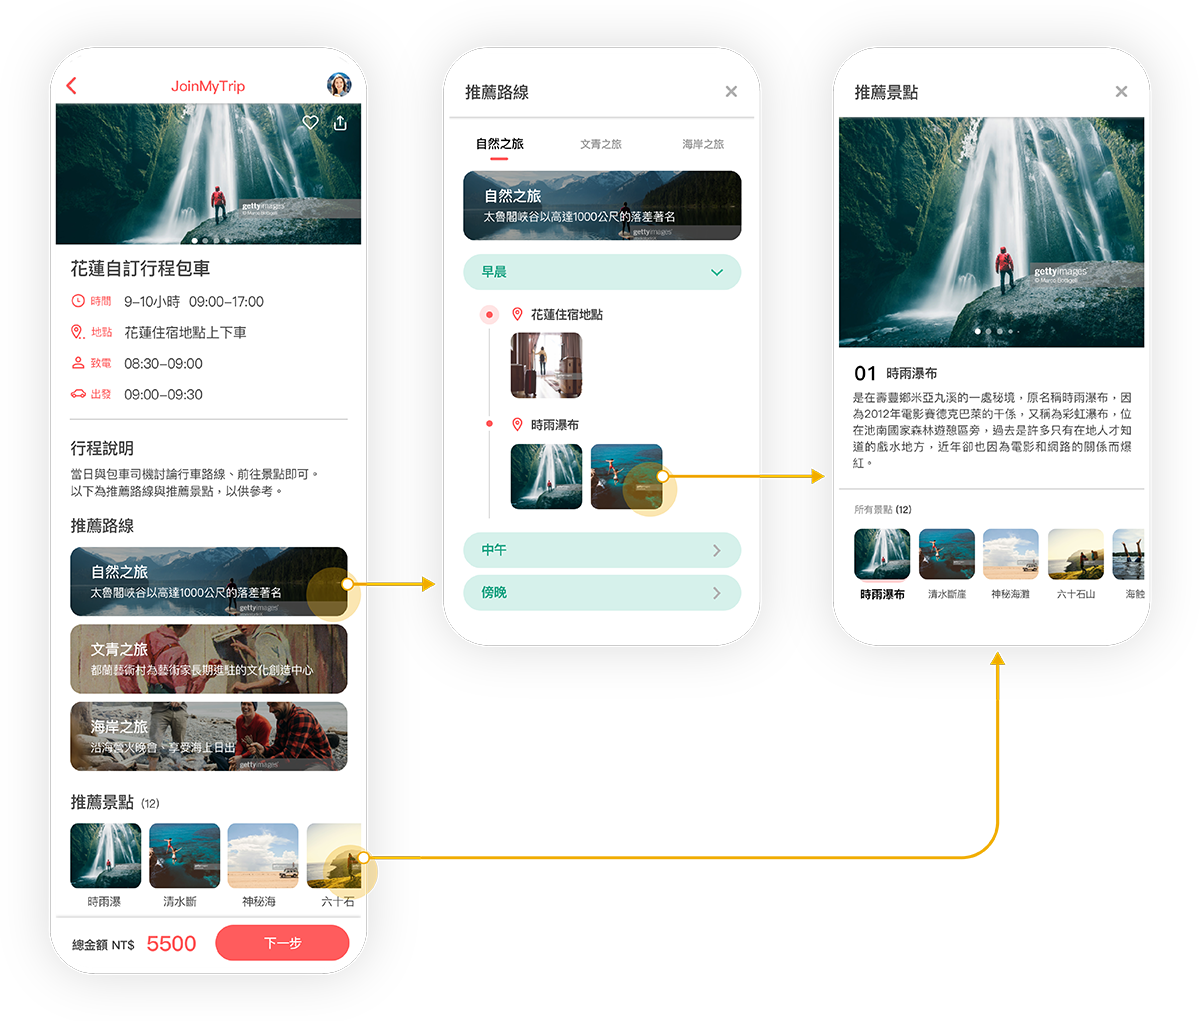 JoinMyTrip
gettyimages
© Marco Bottigelli
花蓮自訂行程包車
時間 9–10小時 09:00–17:00
地點 花蓮住宿地點上下車
致電 08:30–09:00
出發 09:00–09:30
行程說明
當日與包車司機討論行車路線、前往景點即可。
以下為推薦路線與推薦景點，以供參考。
推薦路線
自然之旅
太魯閣峽谷以高達1000公尺的落差著名
gettyimages
文青之旅
都蘭藝術村為藝術家長期進駐的文化創造中心
海岸之旅
沿海營火晚會、享受海上日出
gettyimages
推薦景點 (12)
時雨瀑 清水斷 神秘海 六十石
總金額 NT$ 5500 下一步
推薦路線
自然之旅 文青之旅 海岸之旅
自然之旅
太魯閣峽谷以高達1000公尺的落差著名
gettyimages
早晨
花蓮住宿地點
時雨瀑布
中午
傍晚
推薦景點
gettyimages
© Marco Bottigelli
01 時雨瀑布
是在壽豐鄉米亞丸溪的一處秘境，原名稱時雨瀑布，因
為2012年電影賽德克巴萊的干係，又稱為彩虹瀑布，位
在池南國家森林遊憩區旁，過去是許多只有在地人才知
道的戲水地方，近年卻也因為電影和網路的關係而爆
紅。
所有景點 (12)
時雨瀑布 清水斷崖 神秘海灘 六十石山 海蝕